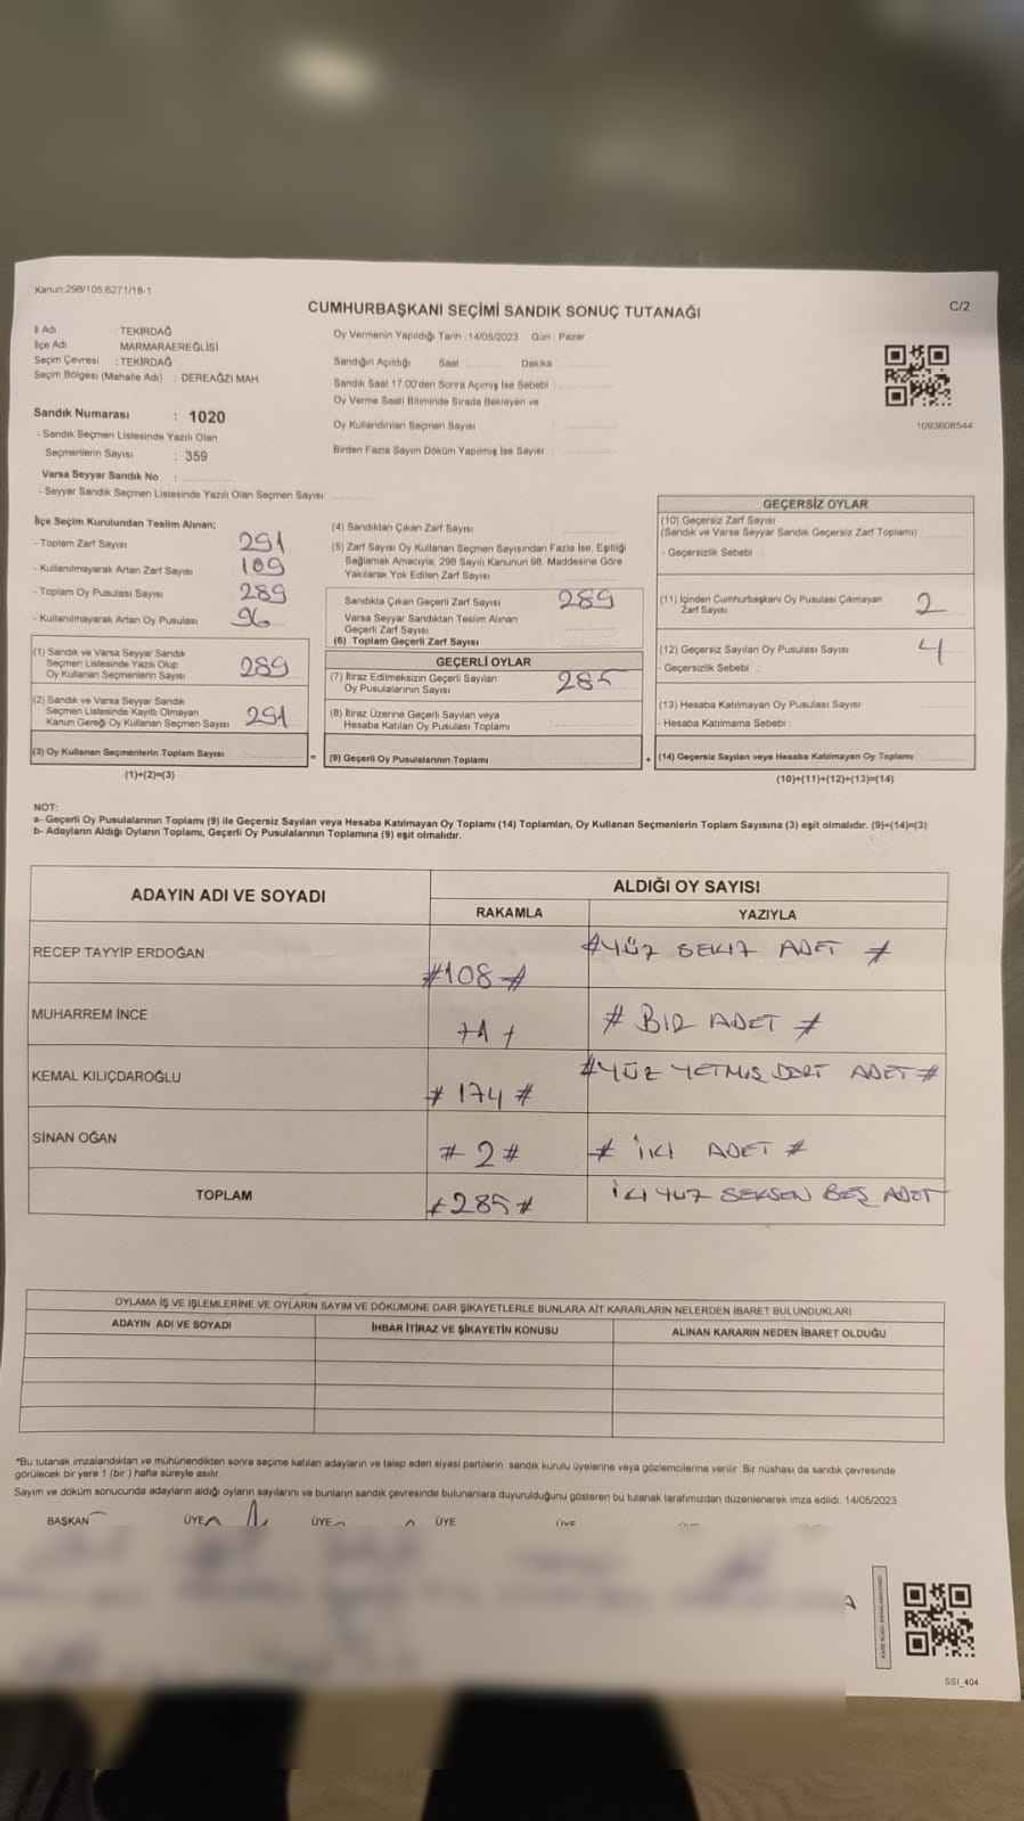 Kanun:298/105,6271/18-1
CUMHURBAŞKANI SEÇİMİ SANDIK SONUÇ TUTANAĞI
C/2
İl Adı : TEKİRDAĞ
İlçe Adı : MARMARAEREĞLİSİ
Seçim Çevresi : TEKİRDAĞ
Seçim Bölgesi (Mahalle Adı) : DEREAĞZI MAH
Oy Vermenin Yapıldığı Tarih :14/05/2023 Gün : Pazar
Sandığın Açıldığı Saat Dakika
Sandık Saat 17.00'den Sonra Açılmış İse Sebebi
Oy Verme Saati Bitiminde Sırada Bekleyen ve
Oy Kullandırılan Seçmen Sayısı
Birden Fazla Sayım Döküm Yapılmış İse Sayısı :
1093608544
Sandık Numarası : 1020
- Sandık Seçmen Listesinde Yazılı Olan
Seçmenlerin Sayısı : 359
Varsa Seyyar Sandık No :
- Seyyar Sandık Seçmen Listesinde Yazılı Olan Seçmen Sayısı
İlçe Seçim Kurulundan Teslim Alınan;
- Toplam Zarf Sayısı 291
- Kullanılmayarak Artan Zarf Sayısı 109
- Toplam Oy Pusulası Sayısı 289
- Kullanılmayarak Artan Oy Pusulası 96
(1) Sandık ve Varsa Seyyar Sandık
Seçmen Listesinde Yazılı Olup
Oy Kullanan Seçmenlerin Sayısı 289
(2) Sandık ve Varsa Seyyar Sandık
Seçmen Listesinde Kayıtlı Olmayan
Kanun Gereği Oy Kullanan Seçmen Sayısı 291
(3) Oy Kullanan Seçmenlerin Toplam Sayısı
(1)+(2)=(3)
(4) Sandıktan Çıkan Zarf Sayısı
(5) Zarf Sayısı Oy Kullanan Seçmen Sayısından Fazla İse, Eşitliği
Sağlamak Amacıyla, 298 Sayılı Kanunun 98. Maddesine Göre
Yakılarak Yok Edilen Zarf Sayısı
Sandıkta Çıkan Geçerli Zarf Sayısı 289
Varsa Seyyar Sandıktan Teslim Alınan
Geçerli Zarf Sayısı
(6) Toplam Geçerli Zarf Sayısı
GEÇERLİ OYLAR
(7) İtiraz Edilmeksizin Geçerli Sayılan
Oy Pusulalarının Sayısı 285
(8) İtiraz Üzerine Geçerli Sayılan veya
Hesaba Katılan Oy Pusulası Toplamı
= (9) Geçerli Oy Pusulalarının Toplamı
GEÇERSİZ OYLAR
(10) Geçersiz Zarf Sayısı
(Sandık ve Varsa Seyyar Sandık Geçersiz Zarf Toplamı)
- Geçersizlik Sebebi :
(11) İçinden Cumhurbaşkanı Oy Pusulası Çıkmayan
Zarf Sayısı 2
(12) Geçersiz Sayılan Oy Pusulası Sayısı 4
- Geçersizlik Sebebi :
(13) Hesaba Katılmayan Oy Pusulası Sayısı
- Hesaba Katılmama Sebebi :
+ (14) Geçersiz Sayılan veya Hesaba Katılmayan Oy Toplamı
(10)+(11)+(12)+(13)=(14)
NOT:
a- Geçerli Oy Pusulalarının Toplamı (9) ile Geçersiz Sayılan veya Hesaba Katılmayan Oy Toplamı (14) Toplamları, Oy Kullanan Seçmenlerin Toplam Sayısına (3) eşit olmalıdır. (9)+(14)=(3)
b- Adayların Aldığı Oyların Toplamı, Geçerli Oy Pusulalarının Toplamına (9) eşit olmalıdır.
ADAYIN ADI VE SOYADI
ALDIĞI OY SAYISI
RAKAMLA YAZIYLA
RECEP TAYYİP ERDOĞAN #108# #YÜZ SEKİZ ADET #
MUHARREM İNCE #1# # BİR ADET #
KEMAL KILIÇDAROĞLU # 174 # #YÜZ YETMİŞ DÖRT ADET #
SİNAN OĞAN # 2 # # İKİ ADET #
TOPLAM #285# İKİ YÜZ SEKSEN BEŞ ADET
OYLAMA İŞ VE İŞLEMLERİNE VE OYLARIN SAYIM VE DÖKÜMÜNE DAİR ŞİKAYETLERLE BUNLARA AİT KARARLARIN NELERDEN İBARET BULUNDUKLARI
ADAYIN ADI VE SOYADI İHBAR İTİRAZ VE ŞİKAYETİN KONUSU ALINAN KARARIN NEDEN İBARET OLDUĞU
*Bu tutanak imzalandıktan ve mühürlendikten sonra seçime katılan adayların ve talep eden siyasi partilerin sandık kurulu üyelerine veya gözlemcilerine verilir. Bir nüshası da sandık çevresinde
görülecek bir yere 1 (bir) hafta süreyle asılır.
Sayım ve döküm sonucunda adayların aldığı oyların sayılarını ve bunların sandık çevresinde bulunanlara duyurulduğunu gösteren bu tutanak tarafımızdan düzenlenerek imza edildi. 14/05/2023
BAŞKAN ÜYE ÜYE ÜYE ÜYE
SSI_404